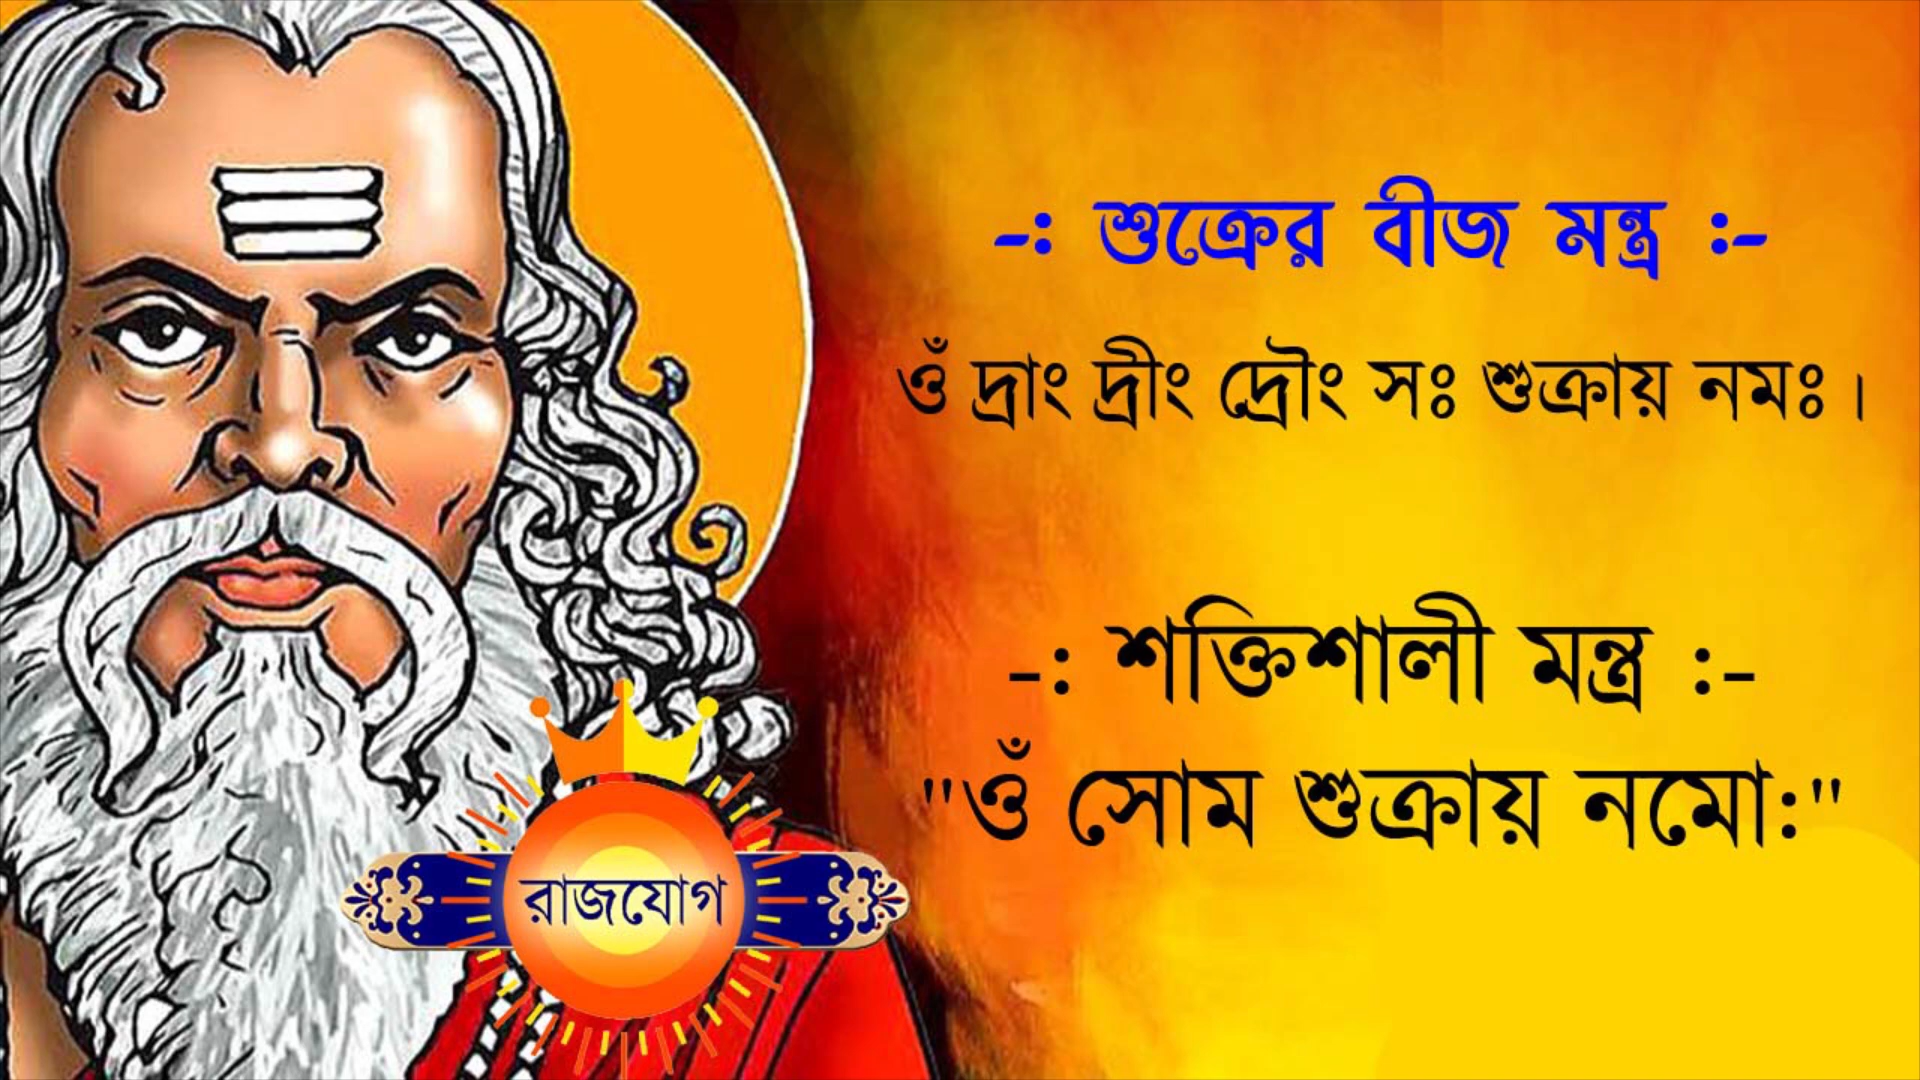 -: শুক্রের বীজ মন্ত্র :-
ওঁ দ্রাং দ্রীং দ্রৌং সঃ শুক্রায় নমঃ।
-: শক্তিশালী মন্ত্র :-
"ওঁ সোম শুক্রায় নমো:"
রাজযোগ